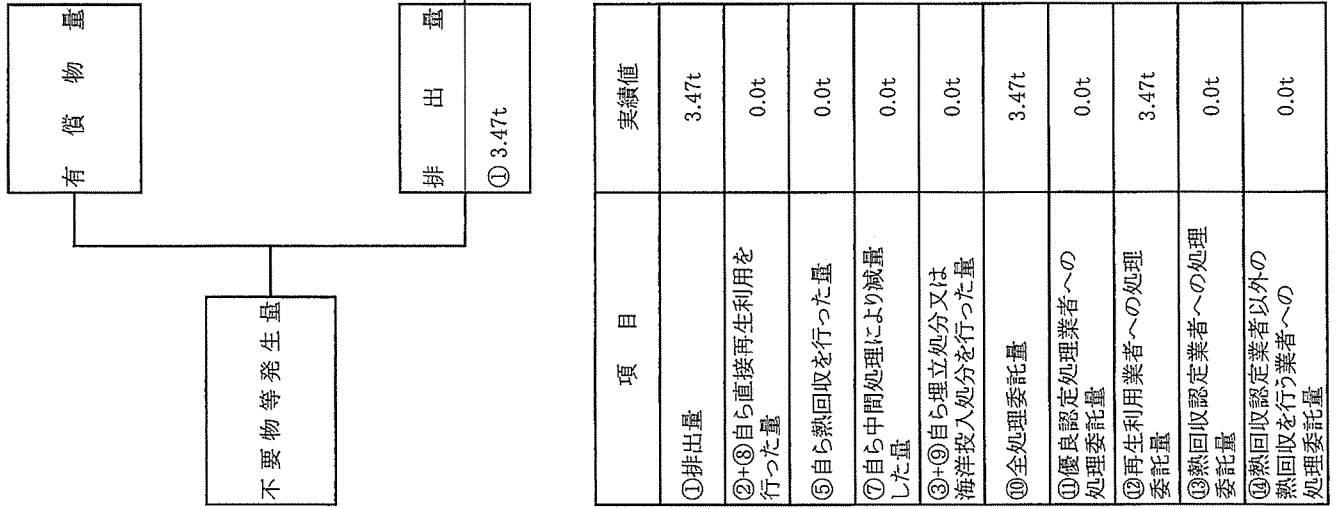 不要物等発生量
有償物量
排出量
① 3.47t
項目 実績値
①排出量 3.47t
②+⑧自ら直接再生利用を
行った量 0.0t
⑤自ら熱回収を行った量 0.0t
⑦自ら中間処理により減量
した量 0.0t
③+⑨自ら埋立処分又は
海洋投入処分を行った量 0.0t
⑩全処理委託量 3.47t
⑪優良認定処理業者への
処理委託量 0.0t
⑫再生利用業者への処理
委託量 3.47t
⑬熱回収認定業者への処理
委託量 0.0t
⑭熱回収認定業者以外の
熱回収を行う業者への
処理委託量 0.0t